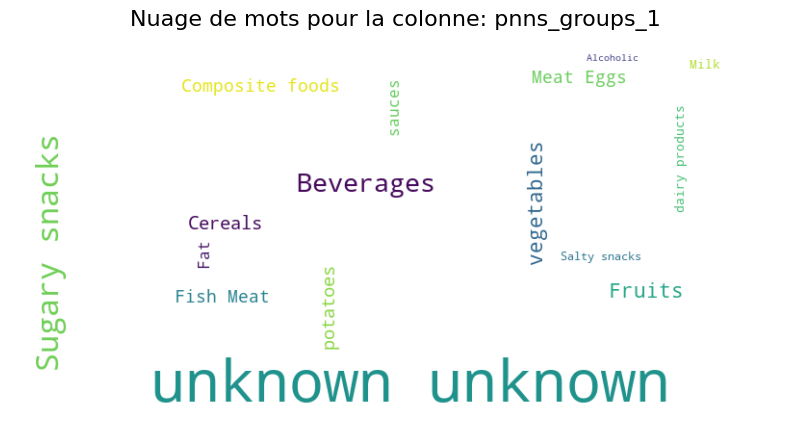 Nuage de mots pour la colonne: pnns_groups_1
Alcoholic
Milk
Meat Eggs
Composite foods
sauces
dairy products
Sugary snacks
vegetables
Beverages
Cereals
Fat
Salty snacks
potatoes
Fish Meat
Fruits
unknown unknown